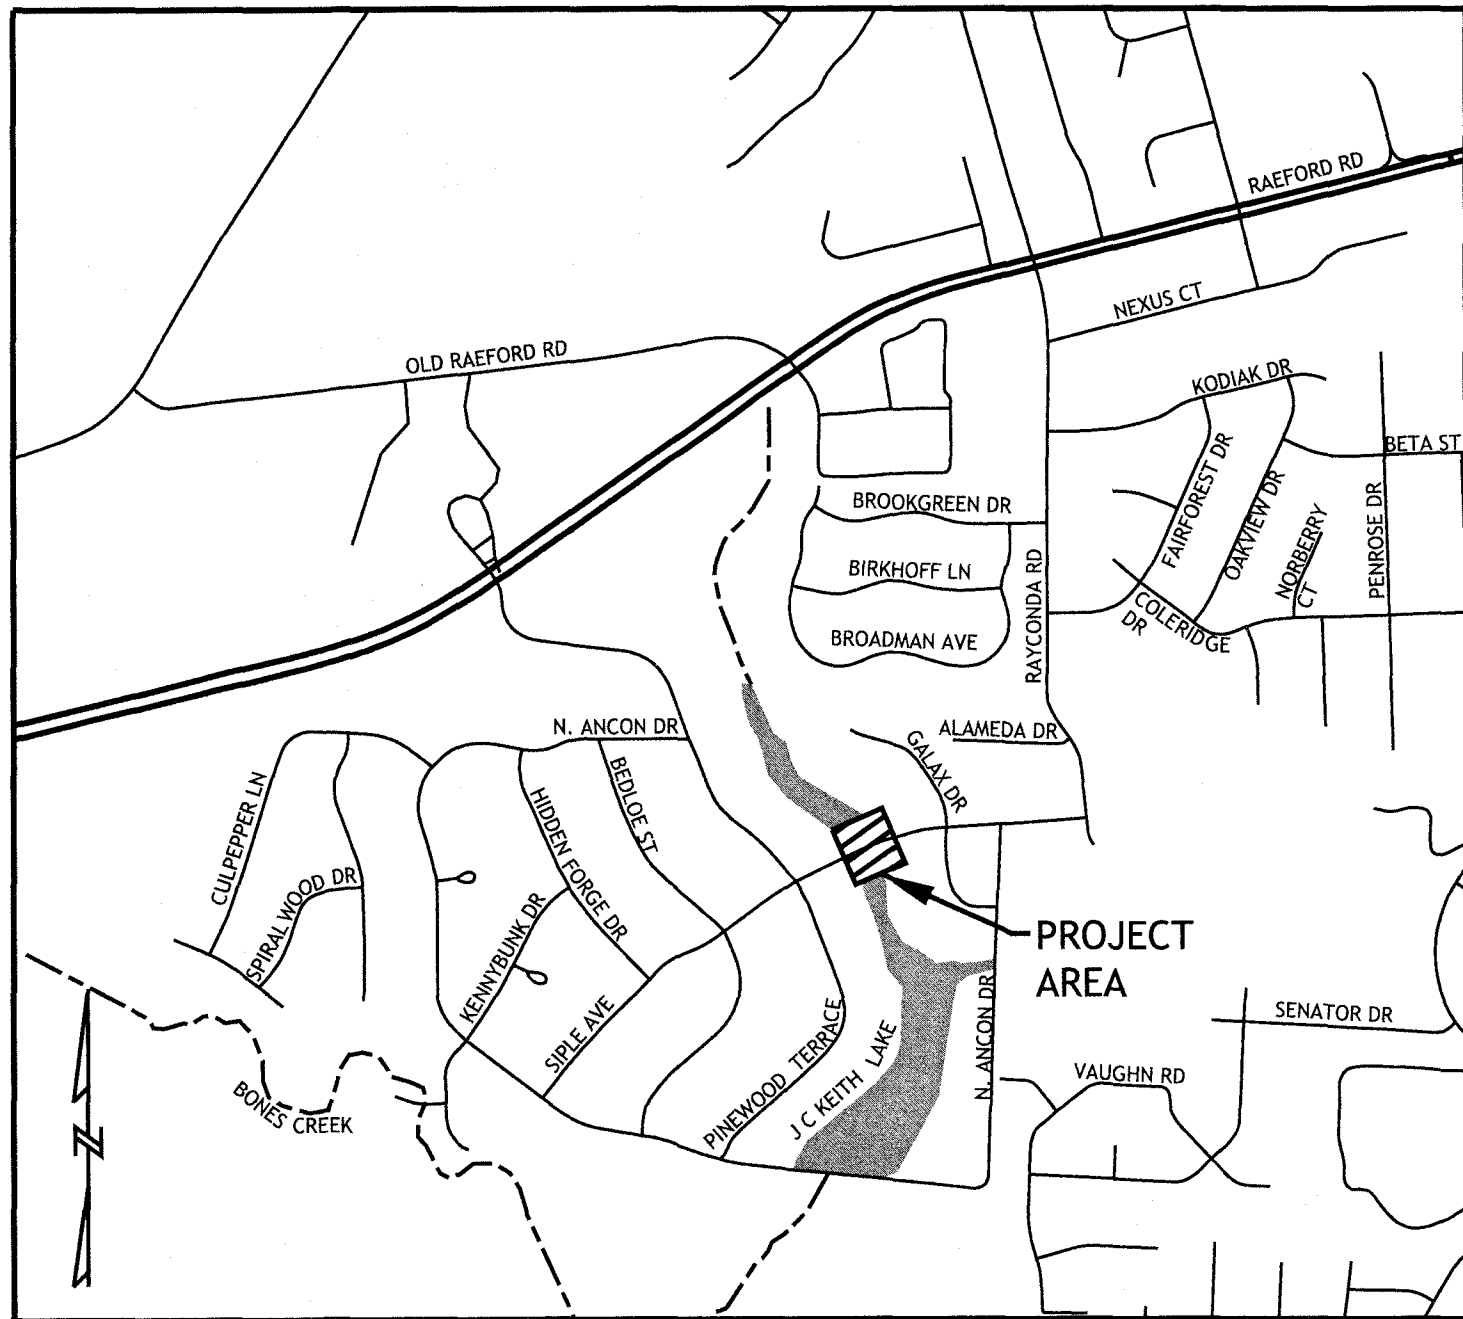 RAEFORD RD
NEXUS CT
OLD RAEFORD RD
KODIAK DR
BETA ST
FAIRFOREST DR
OAKVIEW DR
NORBERRY
CT
PENROSE DR
BROOKGREEN DR
BIRKHOFF LN
BROADMAN AVE
RAYCONDA RD
COLERIDGE
DR
N. ANCON DR
ALAMEDA DR
GALAX DR
CULPEPPER LN
SPIRAL WOOD DR
BEDLOE ST
HIDDEN FORGE DR
KENNYBUNK DR
SIPLE AVE
PINEWOOD TERRACE
J C KEITH LAKE
N. ANCON DR
PROJECT
AREA
SENATOR DR
VAUGHN RD
BONES CREEK
N